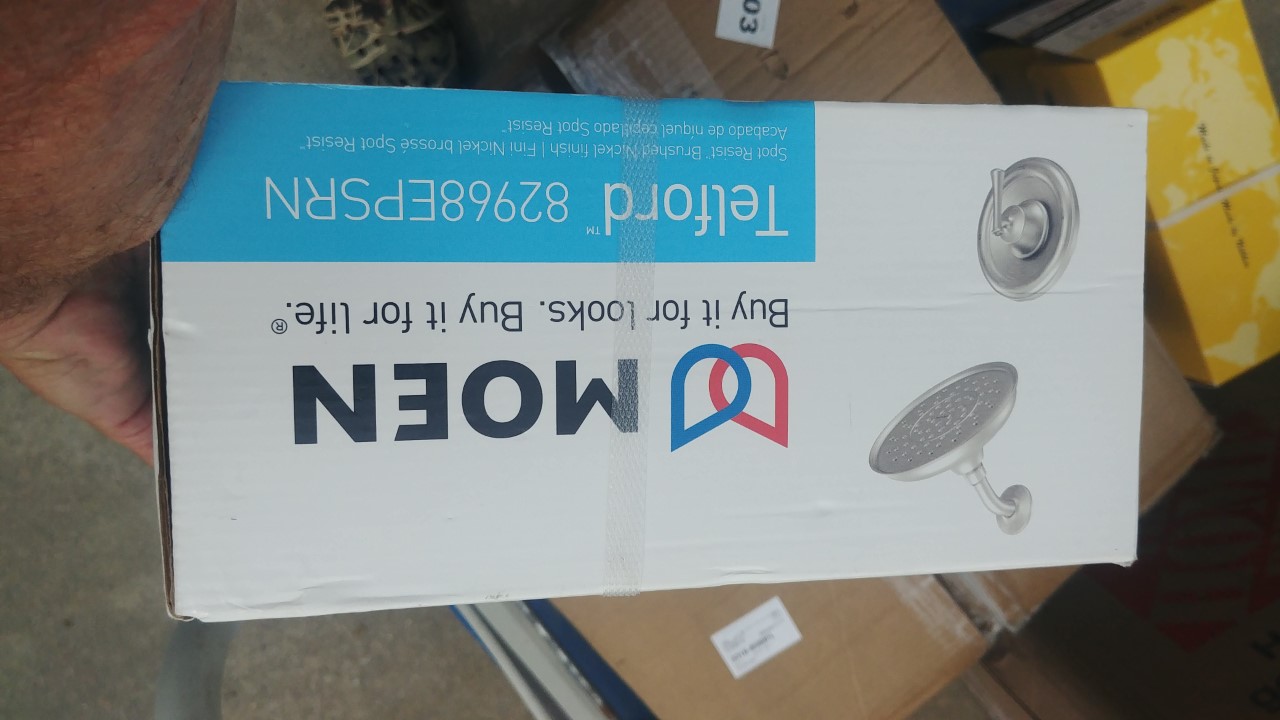 MOEN
Buy it for looks. Buy it for life.®
Telford™ 82968EPSRN
Spot Resist™ Brushed Nickel finish | Fini Nickel brossé Spot Resist™
Acabado de níquel cepillado Spot Resist™
03